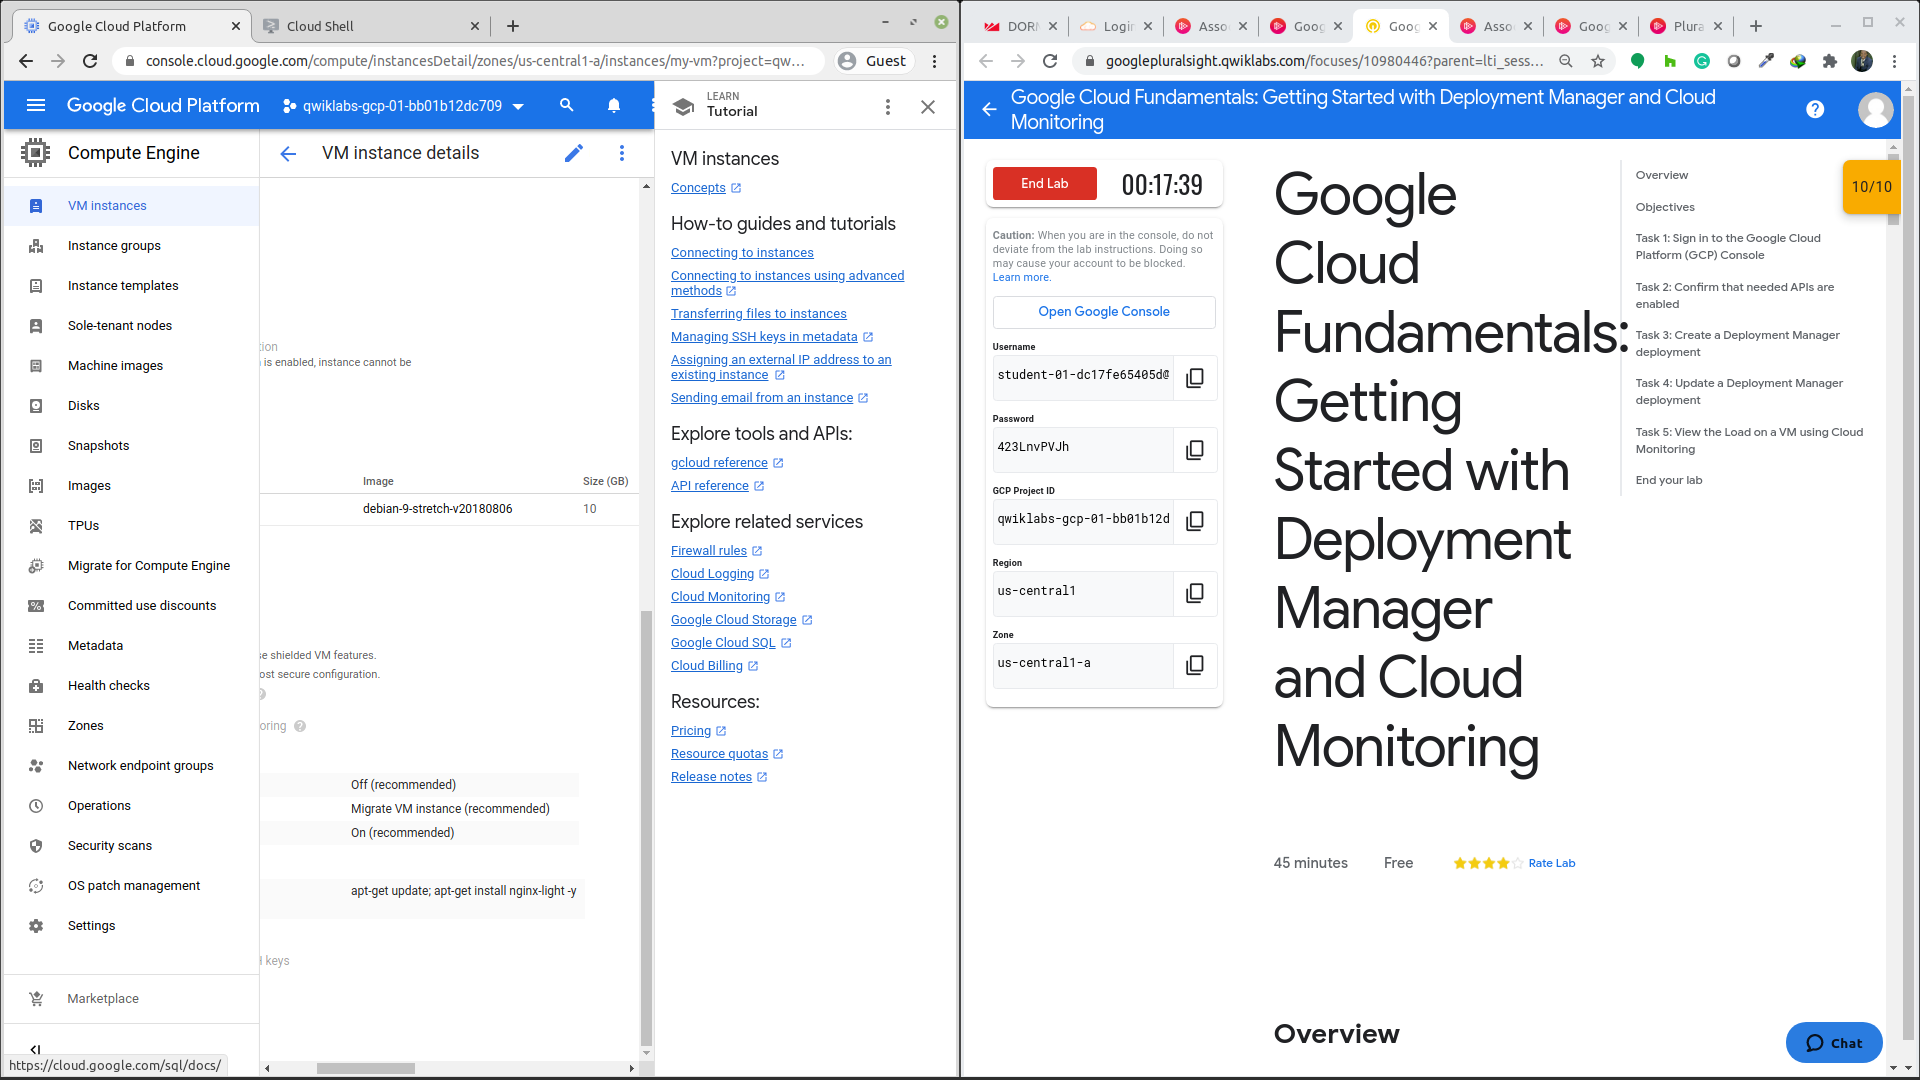 Google Cloud Platform
Cloud Shell
console.cloud.google.com/compute/instancesDetail/zones/us-central1-a/instances/my-vm?project=qw...
Guest
Google Cloud Platform
qwiklabs-gcp-01-bb01b12dc709
Compute Engine
VM instances
Instance groups
Instance templates
Sole-tenant nodes
Machine images
Disks
Snapshots
Images
TPUs
Migrate for Compute Engine
Committed use discounts
Metadata
Health checks
Zones
Network endpoint groups
Operations
Security scans
OS patch management
Settings
Marketplace
https://cloud.google.com/sql/docs/
VM instance details
tion
is enabled, instance cannot be
Image
Size (GB)
debian-9-stretch-v20180806
10
se shielded VM features.
ost secure configuration.
oring
Off (recommended)
Migrate VM instance (recommended)
On (recommended)
apt-get update; apt-get install nginx-light -y
H keys
LEARN
Tutorial
VM instances
Concepts
How-to guides and tutorials
Connecting to instances
Connecting to instances using advanced
methods
Transferring files to instances
Managing SSH keys in metadata
Assigning an external IP address to an
existing instance
Sending email from an instance
Explore tools and APIs:
gcloud reference
API reference
Explore related services
Firewall rules
Cloud Logging
Cloud Monitoring
Google Cloud Storage
Google Cloud SQL
Cloud Billing
Resources:
Pricing
Resource quotas
Release notes
DORM
Login
Asso
Goog
Goog
Asso
Goog
Plura
googlepluralsight.qwiklabs.com/focuses/10980446?parent=lti_sess...
Google Cloud Fundamentals: Getting Started with Deployment Manager and Cloud
Monitoring
End Lab
00:17:39
Caution: When you are in the console, do not
deviate from the lab instructions. Doing so
may cause your account to be blocked.
Learn more.
Open Google Console
Username
student-01-dc17fe65405d@
Password
423LnvPVJh
GCP Project ID
qwiklabs-gcp-01-bb01b12d
Region
us-central1
Zone
us-central1-a
Google
Cloud
Fundamentals:
Getting
Started with
Deployment
Manager
and Cloud
Monitoring
45 minutes
Free
Rate Lab
Overview
Overview
Objectives
Task 1: Sign in to the Google Cloud
Platform (GCP) Console
Task 2: Confirm that needed APIs are
enabled
Task 3: Create a Deployment Manager
deployment
Task 4: Update a Deployment Manager
deployment
Task 5: View the Load on a VM using Cloud
Monitoring
End your lab
10/10
Chat